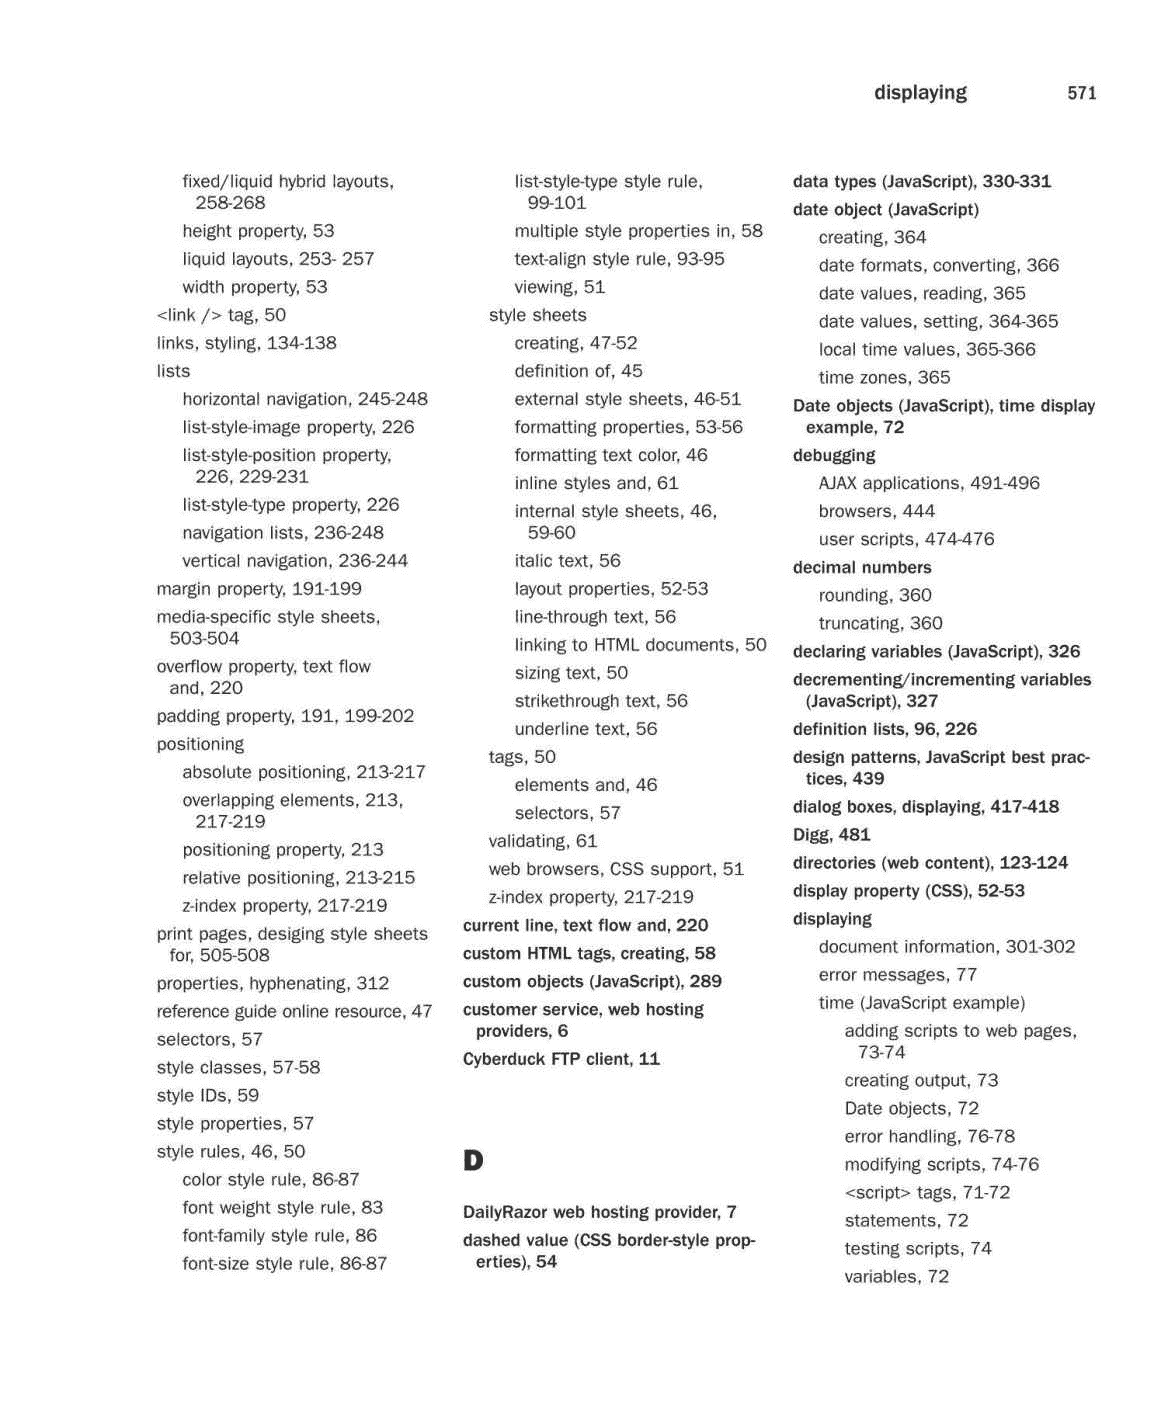 displaying 571
fixed/liquid hybrid layouts,
258-268
height property, 53
liquid layouts, 253- 257
width property, 53
<link /> tag, 50
links, styling, 134-138
lists
horizontal navigation, 245-248
list-style-image property, 226
list-style-position property,
226, 229-231
list-style-type property, 226
navigation lists, 236-248
vertical navigation, 236-244
margin property, 191-199
media-specific style sheets,
503-504
overflow property, text flow
and, 220
padding property, 191, 199-202
positioning
absolute positioning, 213-217
overlapping elements, 213,
217-219
positioning property, 213
relative positioning, 213-215
z-index property, 217-219
print pages, desiging style sheets
for, 505-508
properties, hyphenating, 312
reference guide online resource, 47
selectors, 57
style classes, 57-58
style IDs, 59
style properties, 57
style rules, 46, 50
color style rule, 86-87
font weight style rule, 83
font-family style rule, 86
font-size style rule, 86-87
list-style-type style rule,
99-101
multiple style properties in, 58
text-align style rule, 93-95
viewing, 51
style sheets
creating, 47-52
definition of, 45
external style sheets, 46-51
formatting properties, 53-56
formatting text color, 46
inline styles and, 61
internal style sheets, 46,
59-60
italic text, 56
layout properties, 52-53
line-through text, 56
linking to HTML documents, 50
sizing text, 50
strikethrough text, 56
underline text, 56
tags, 50
elements and, 46
selectors, 57
validating, 61
web browsers, CSS support, 51
z-index property, 217-219
current line, text flow and, 220
custom HTML tags, creating, 58
custom objects (JavaScript), 289
customer service, web hosting
providers, 6
Cyberduck FTP client, 11
D
DailyRazor web hosting provider, 7
dashed value (CSS border-style prop-
erties), 54
data types (JavaScript), 330-331
date object (JavaScript)
creating, 364
date formats, converting, 366
date values, reading, 365
date values, setting, 364-365
local time values, 365-366
time zones, 365
Date objects (JavaScript), time display
example, 72
debugging
AJAX applications, 491-496
browsers, 444
user scripts, 474-476
decimal numbers
rounding, 360
truncating, 360
declaring variables (JavaScript), 326
decrementing/incrementing variables
(JavaScript), 327
definition lists, 96, 226
design patterns, JavaScript best prac-
tices, 439
dialog boxes, displaying, 417-418
Digg, 481
directories (web content), 123-124
display property (CSS), 52-53
displaying
document information, 301-302
error messages, 77
time (JavaScript example)
adding scripts to web pages,
73-74
creating output, 73
Date objects, 72
error handling, 76-78
modifying scripts, 74-76
<script> tags, 71-72
statements, 72
testing scripts, 74
variables, 72